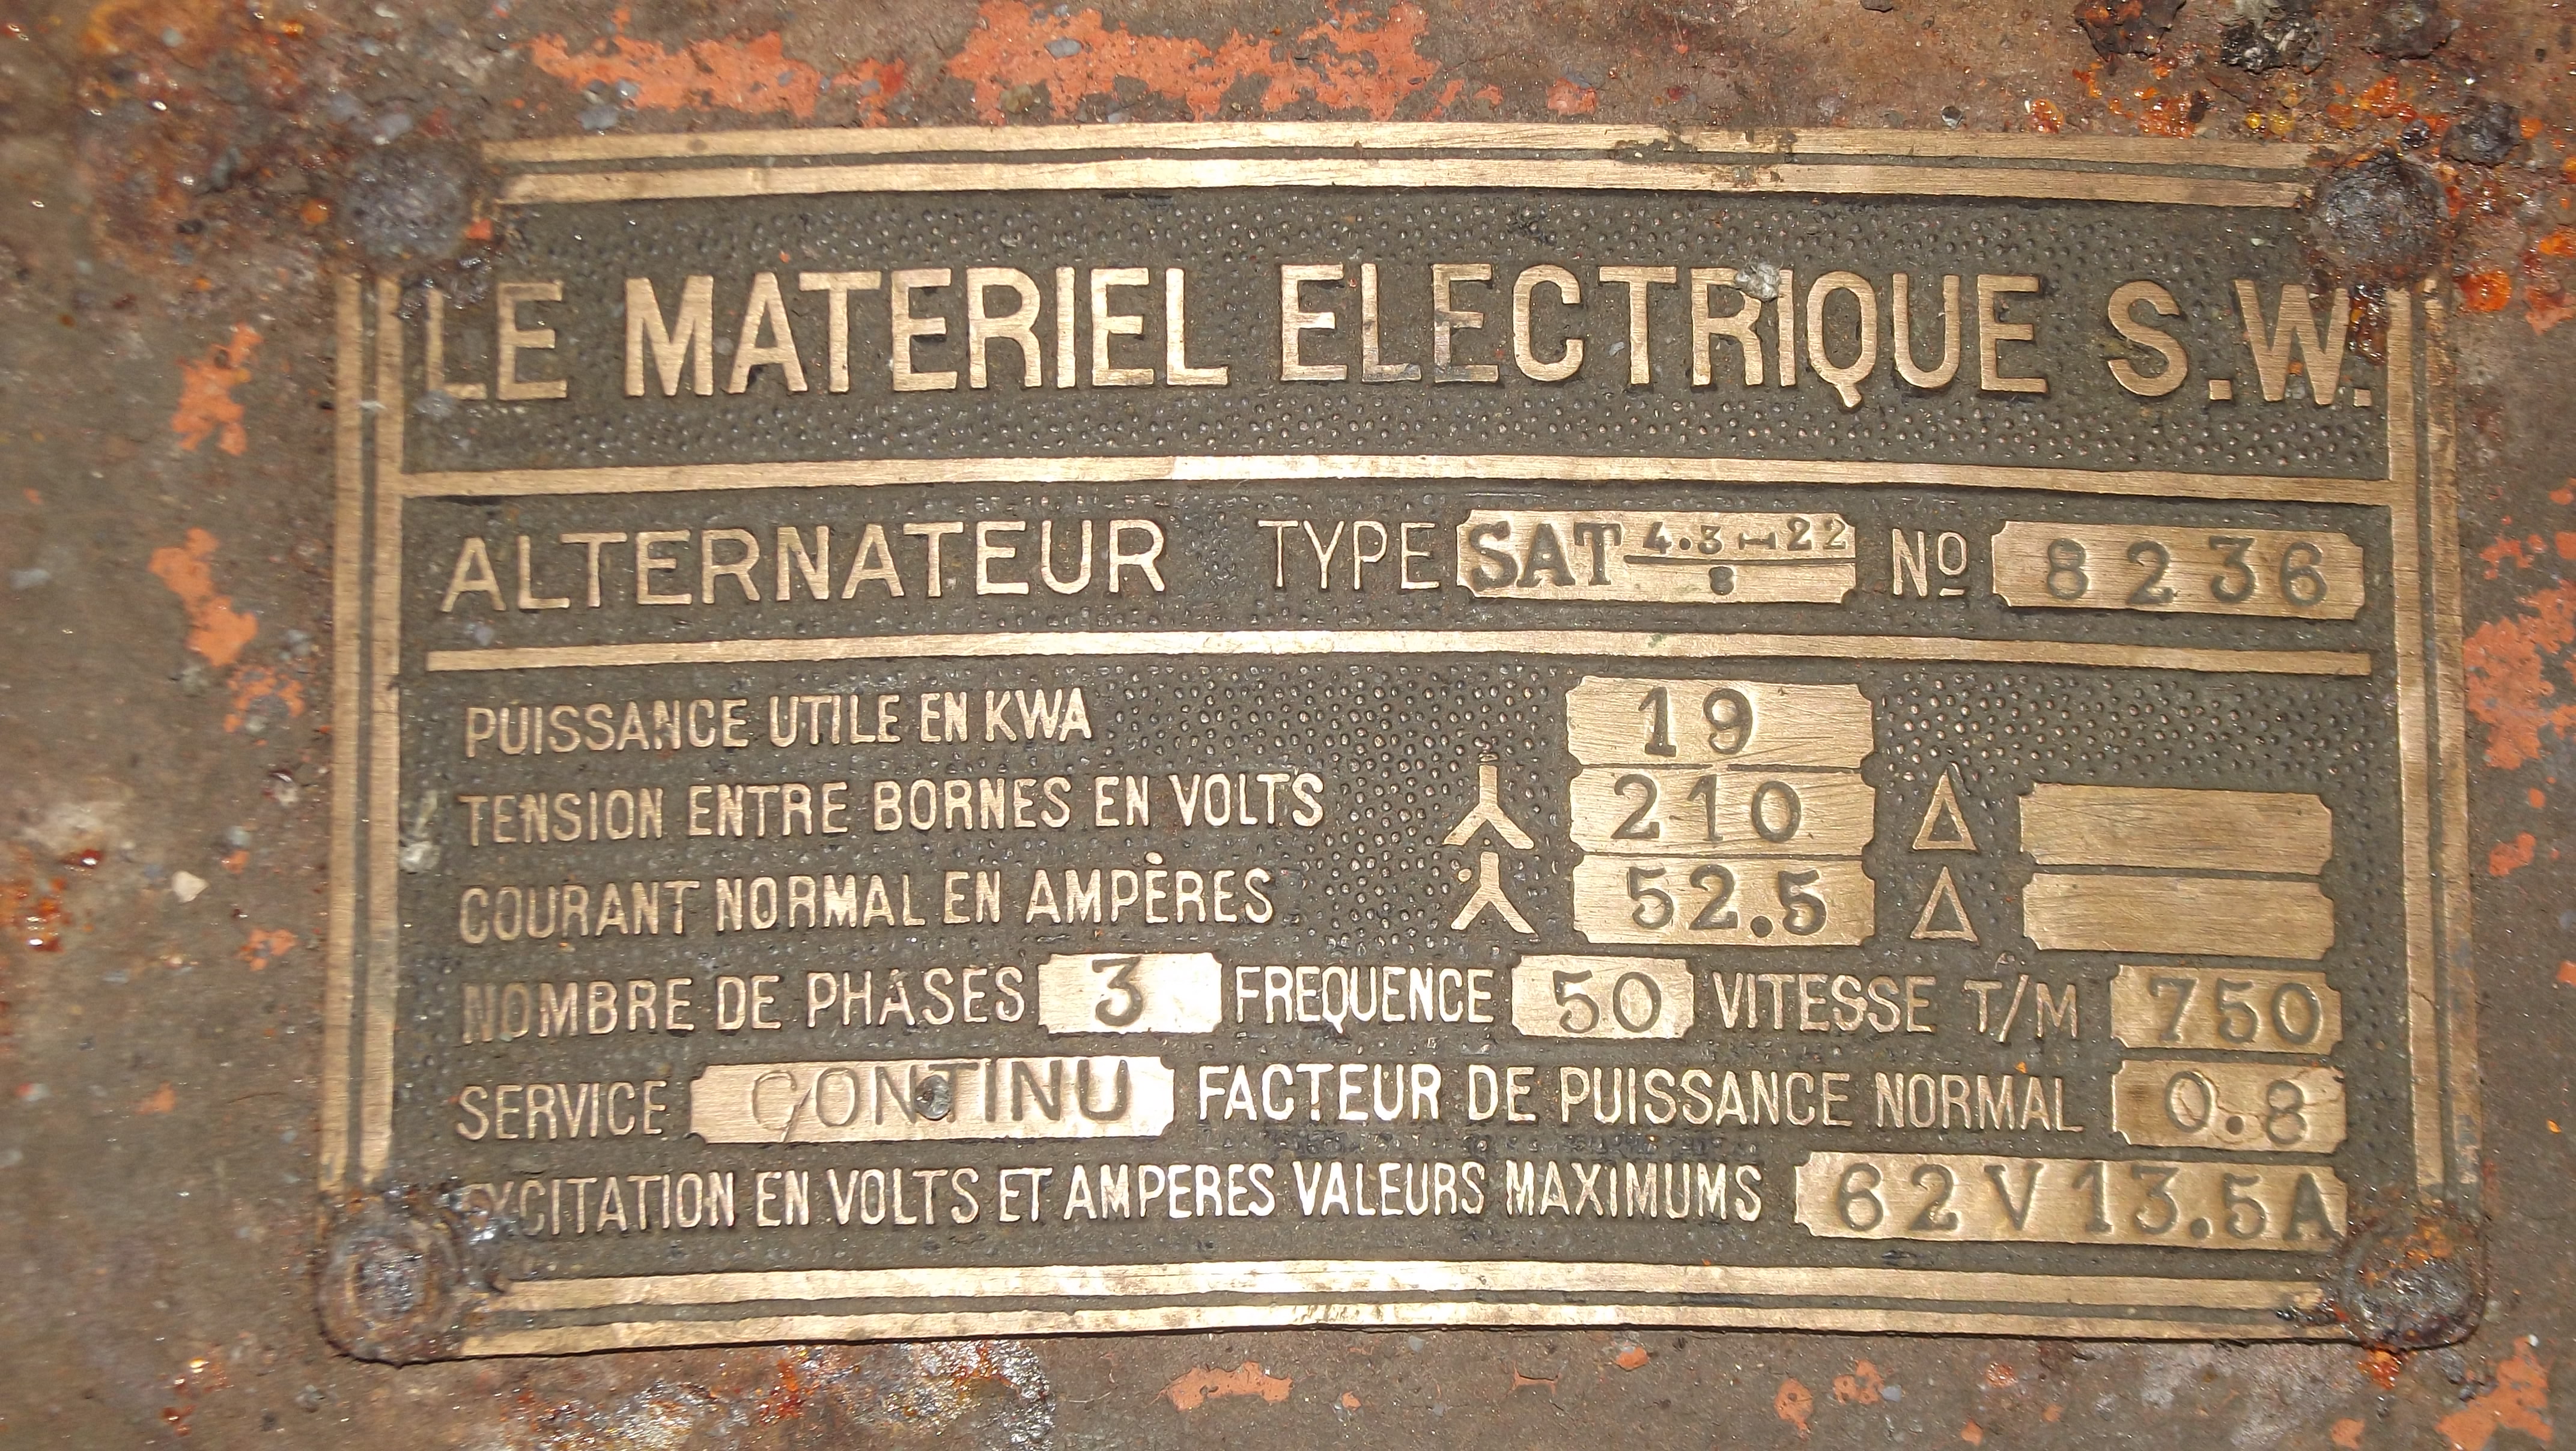 LE MATERIEL ELECTRIQUE S.W.
ALTERNATEUR TYPE SAT 4.3-22/8 Nº 8236
PUISSANCE UTILE EN KWA 19
TENSION ENTRE BORNES EN VOLTS 210 Δ
COURANT NORMAL EN AMPÈRES 52.5 Δ
NOMBRE DE PHASES 3 FREQUENCE 50 VITESSE T/M 750
SERVICE CONTINU FACTEUR DE PUISSANCE NORMAL 0.8
EXCITATION EN VOLTS ET AMPERES VALEURS MAXIMUMS 62V13.5A